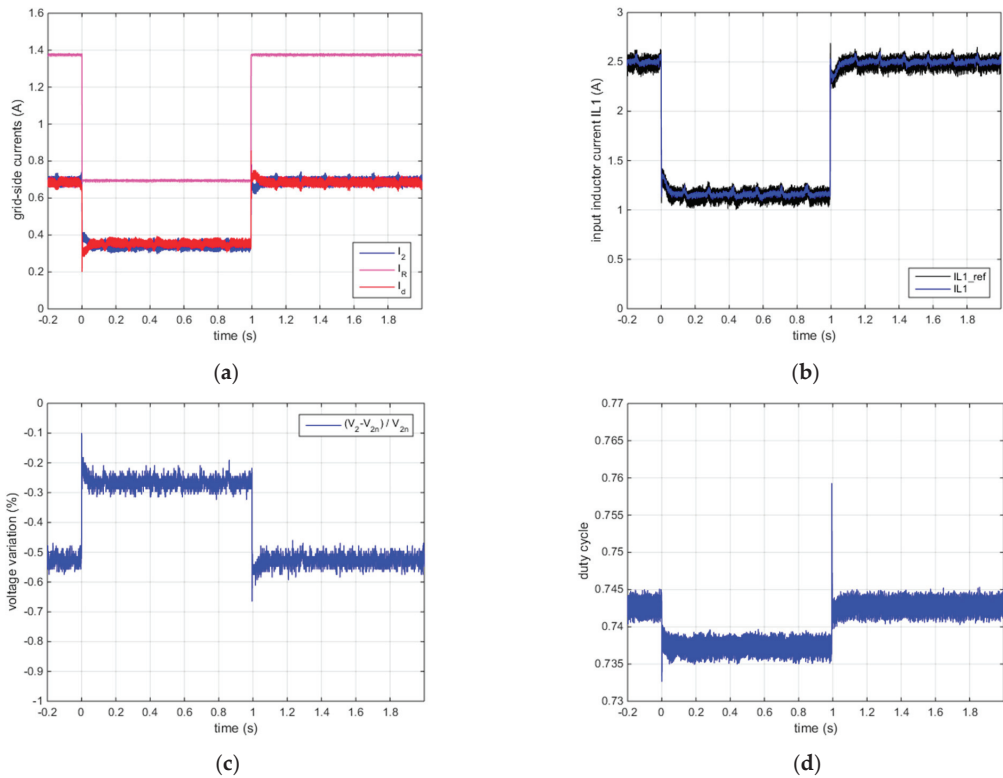 1.6
1.4
1.2
1
0.8
0.6
0.4
0.2
0
grid-side currents (A)
I2
IR
Id
-0.2 0 0.2 0.4 0.6 0.8 1 1.2 1.4 1.6 1.8
time (s)
(a)
3
2.5
2
1.5
1
0.5
0
input inductor current IL1 (A)
IL1_ref
IL1
-0.2 0 0.2 0.4 0.6 0.8 1 1.2 1.4 1.6 1.8
time (s)
(b)
0
-0.1
-0.2
-0.3
-0.4
-0.5
-0.6
-0.7
-0.8
-0.9
-1
voltage variation (%)
(V2-V2n) / V2n
-0.2 0 0.2 0.4 0.6 0.8 1 1.2 1.4 1.6 1.8
time (s)
(c)
0.77
0.765
0.76
0.755
0.75
0.745
0.74
0.735
0.73
duty cycle
-0.2 0 0.2 0.4 0.6 0.8 1 1.2 1.4 1.6 1.8
time (s)
(d)